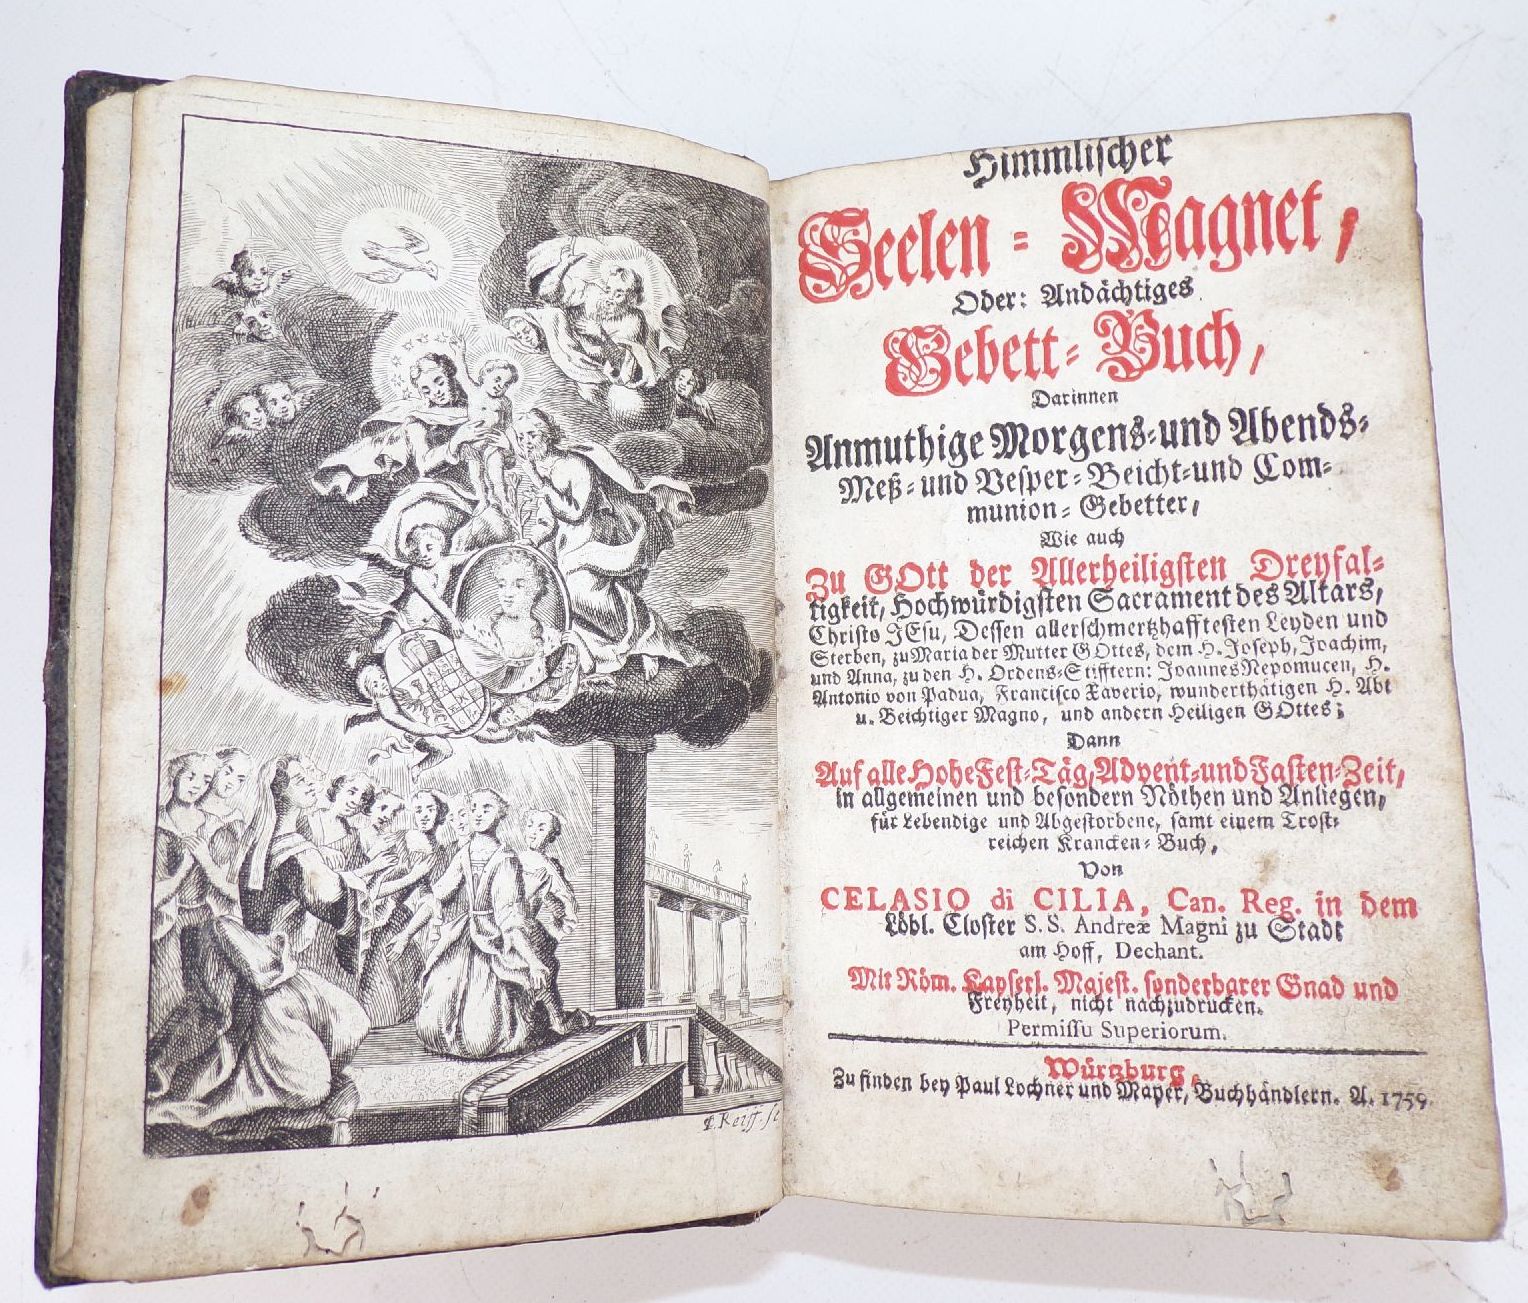 P. Reiff. sc
Himmlischer
Seelen-Magnet,
Oder: Andächtiges
Gebett-Buch,
Darinnen
Anmuthige Morgens-und Abends-
Meß-und Vesper-Beicht-und Com-
munion-Gebetter,
Wie auch
Zu GOtt der Allerheiligsten Dreyfal-
tigkeit, Hochwürdigsten Sacrament des Altars,
Christo JEsu, Dessen allerschmertzhafftesten Leyden und
Sterben, zu Maria der Mutter GOttes, dem H. Joseph, Joachim,
und Anna, zu den H. Ordens-Stifftern: Joannes Nepomucen, H.
Antonio von Padua, Francisco Xaverio, wunderthätigen H. Abt
u. Beichtiger Magno, und andern Heiligen GOttes;
Dann
Auf alle Hohe Fest-Täg, Advent-und Fasten-Zeit,
in allgemeinen und besondern Nöthen und Anliegen,
für Lebendige und Abgestorbene, samt einem Trost-
reichen Krancken-Buch,
Von
CELASIO di CILIA, Can. Reg. in dem
Löbl. Closter S.S. Andreæ Magni zu Stadt
am Hoff, Dechant.
Mit Röm. Kayserl. Majest. sonderbarer Gnad und
Freyheit, nicht nachzudrucken.
Permissu Superiorum.
Würtzburg,
Zu finden bey Paul Lochner und Mayer, Buchhändlern. A. 1759.